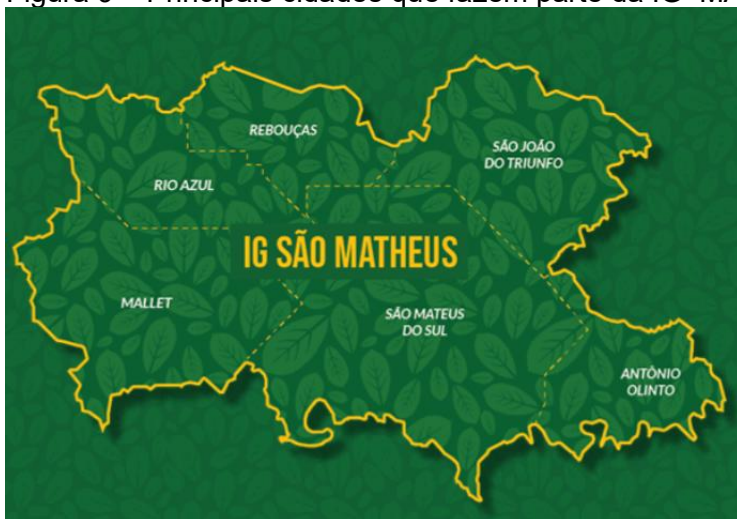 REBOUÇAS
SÃO JOÃO
DO TRIUNFO
RIO AZUL
IG SÃO MATHEUS
MALLET
SÃO MATEUS
DO SUL
ANTÔNIO
OLINTO